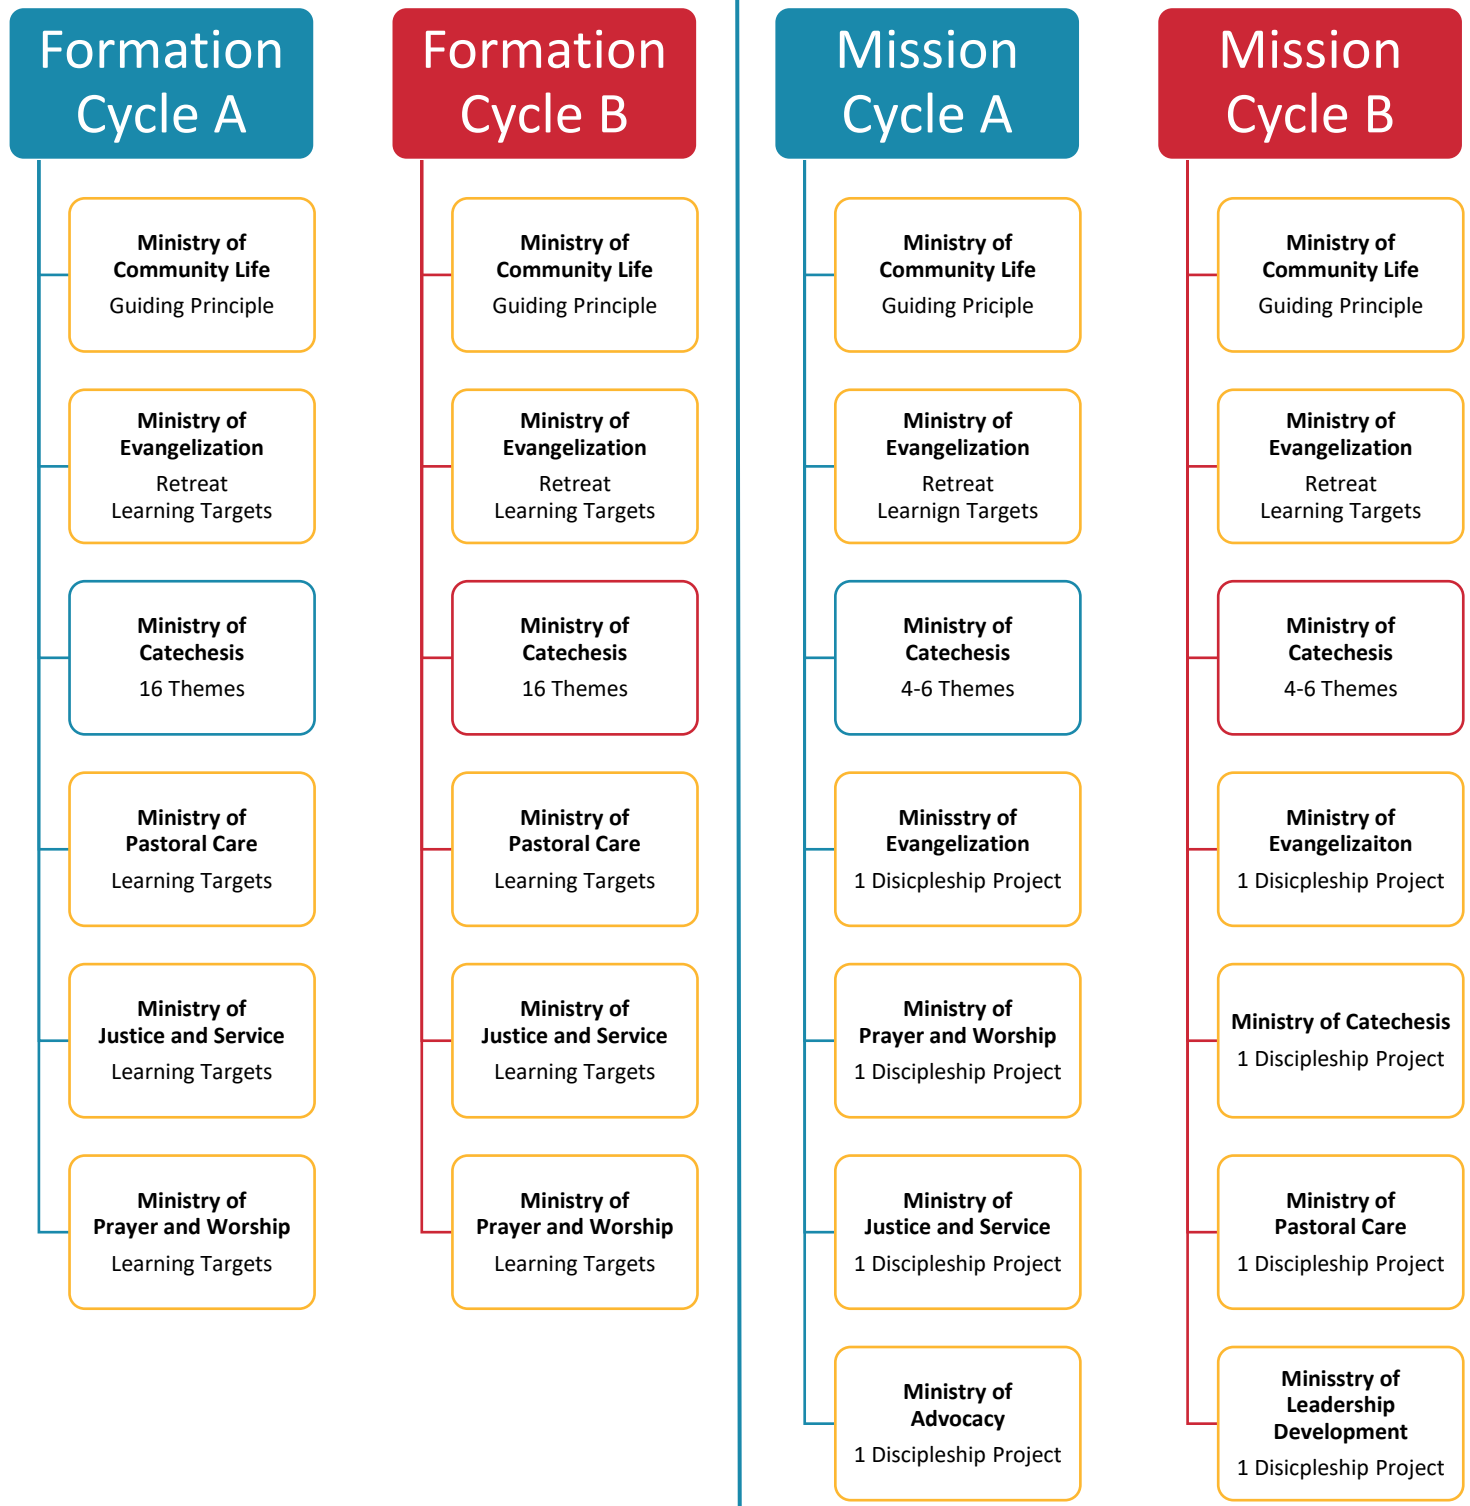 Formation
Cycle A
Ministry of
Community Life
Guiding Principle
Ministry of
Evangelization
Retreat
Learning Targets
Ministry of
Catechesis
16 Themes
Ministry of
Pastoral Care
Learning Targets
Ministry of
Justice and Service
Learning Targets
Ministry of
Prayer and Worship
Learning Targets
Formation
Cycle B
Ministry of
Community Life
Guiding Principle
Ministry of
Evangelization
Retreat
Learning Targets
Ministry of
Catechesis
16 Themes
Ministry of
Pastoral Care
Learning Targets
Ministry of
Justice and Service
Learning Targets
Ministry of
Prayer and Worship
Learning Targets
Mission
Cycle A
Ministry of
Community Life
Guiding Priciple
Ministry of
Evangelization
Retreat
Learnign Targets
Ministry of
Catechesis
4-6 Themes
Minisstry of
Evangelization
1 Disicpleship Project
Ministry of
Prayer and Worship
1 Discipleship Project
Ministry of
Justice and Service
1 Discipleship Project
Ministry of
Advocacy
1 Discipleship Project
Mission
Cycle B
Ministry of
Community Life
Guiding Principle
Ministry of
Evangelization
Retreat
Learning Targets
Ministry of
Catechesis
4-6 Themes
Ministry of
Evangelizaiton
1 Disicpleship Project
Ministry of Catechesis
1 Discipleship Project
Ministry of
Pastoral Care
1 Discipleship Project
Minisstry of
Leadership
Development
1 Disicpleship Project